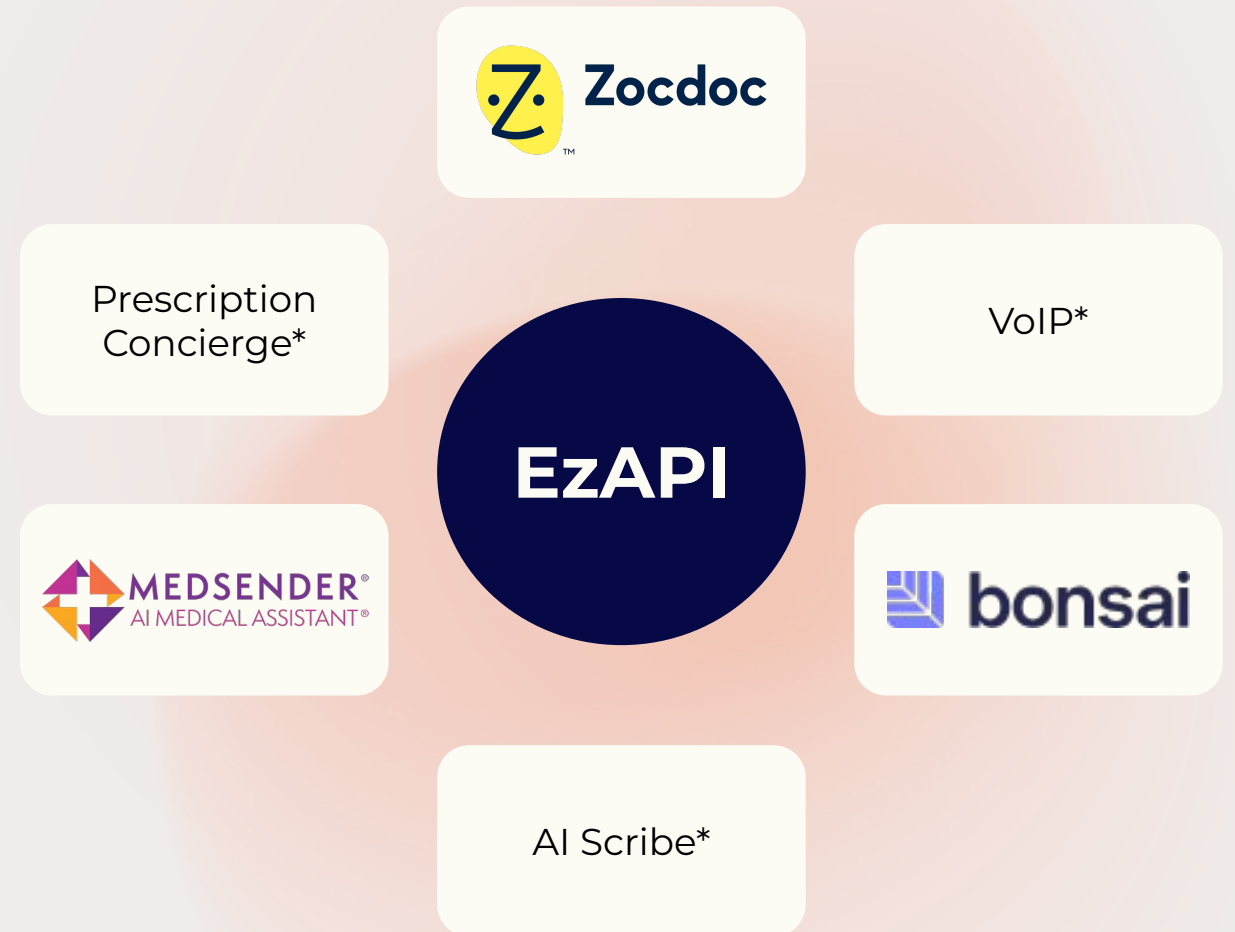 Zocdoc
TM
Prescription
Concierge*
VoIP*
EzAPI
MEDSENDER®
AI MEDICAL ASSISTANT®
bonsai
AI Scribe*